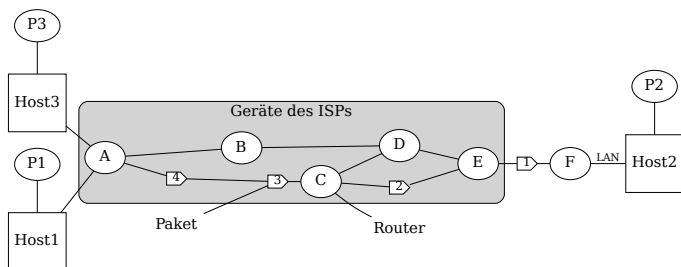 P3
Host3
Geräte des ISPs
P2
A
B
D
E
1
F
LAN
Host2
P1
4
3
C
2
Host1
Paket
Router